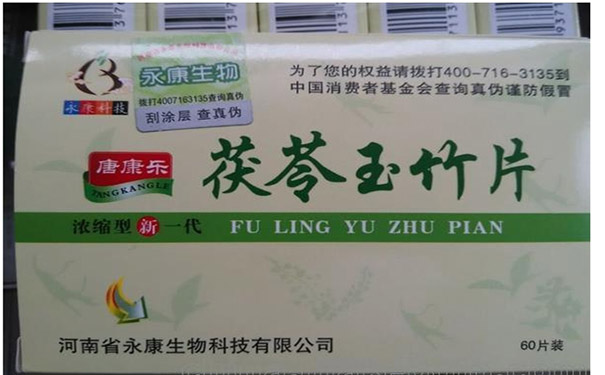 永康生物
拨打4007163135查询真伪
刮涂层 查真伪
永康科技
为了您的权益请拨打400-716-3135到
中国消费者基金会查询真伪谨防假冒
唐康乐
TANGKANGLE
茯苓玉竹片
浓缩型 新一代 FU LING YU ZHU PIAN
河南省永康生物科技有限公司
60片装